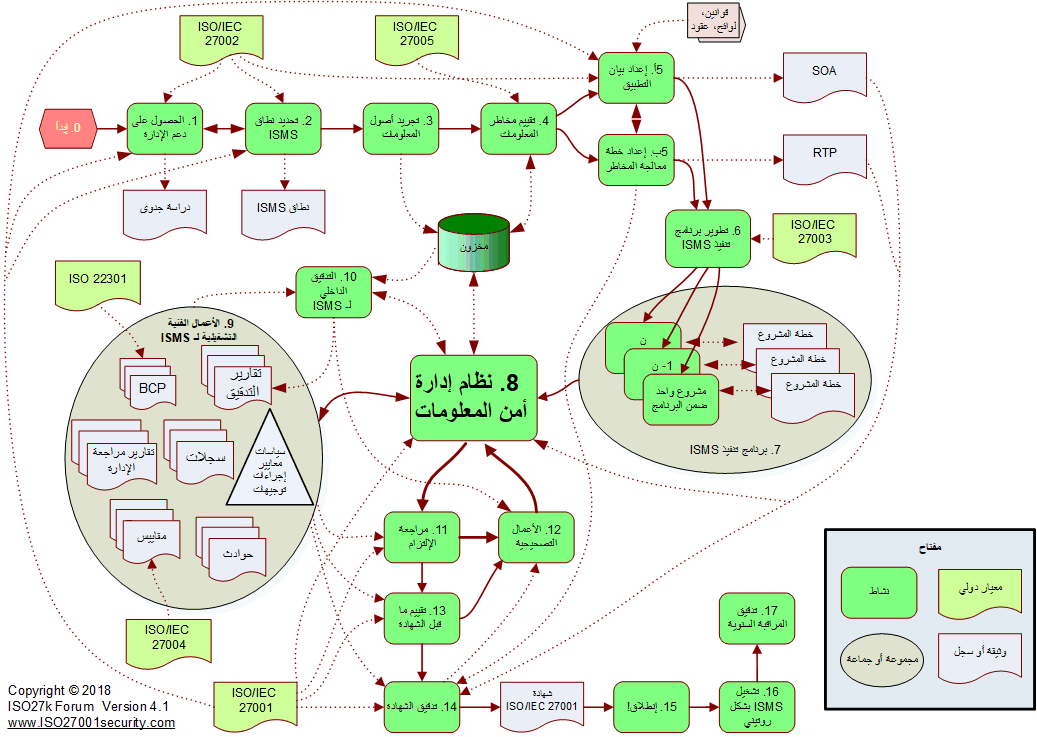 ISO/IEC
27002
ISO/IEC
27005
قوانين،
لوائح، عقود
0. إبدأ
1. الحصول على
دعم الإدارة
2. تحديد نطاق
ISMS
3. تجريد أصول
المعلومات
4. تقييم مخاطر
المعلومات
5أ. إعداد بيان
التطبيق
SOA
5ب. إعداد خطة
معالجة المخاطر
RTP
دراسة جدوى
نطاق ISMS
مخزون
6. تطوير برنامج
تنفيذ ISMS
ISO/IEC
27003
ISO 22301
10. التدقيق
الداخلي
لـ ISMS
9. الأعمال الفنية
التشغيلية لـ ISMS
BCP
تقارير
التدقيق
تقارير مراجعة
الإدارة
سجلات
سياسات
معايير
إجراءات
توجيهات
مقاييس
حوادث
8. نظام إدارة
أمن المعلومات
ن
ن -1
مشروع واحد
ضمن البرنامج
خطة المشروع
خطة المشروع
خطة المشروع
7. برنامج تنفيذ ISMS
11. مراجعة
الإلتزام
12. الأعمال
التصحيحية
13. تقييم ما
قبل الشهادة
ISO/IEC
27004
ISO/IEC
27001
14. تدقيق الشهادة
شهادة
ISO/IEC 27001
15. إنطلاق!
16. تشغيل
ISMS بشكل
روتيني
17. تدقيق
المراقبة السنوية
مفتاح
نشاط
معيار دولي
مجموعة أو جماعة
وثيقة أو سجل
Copyright © 2018
ISO27k Forum Version 4.1
www.ISO27001security.com